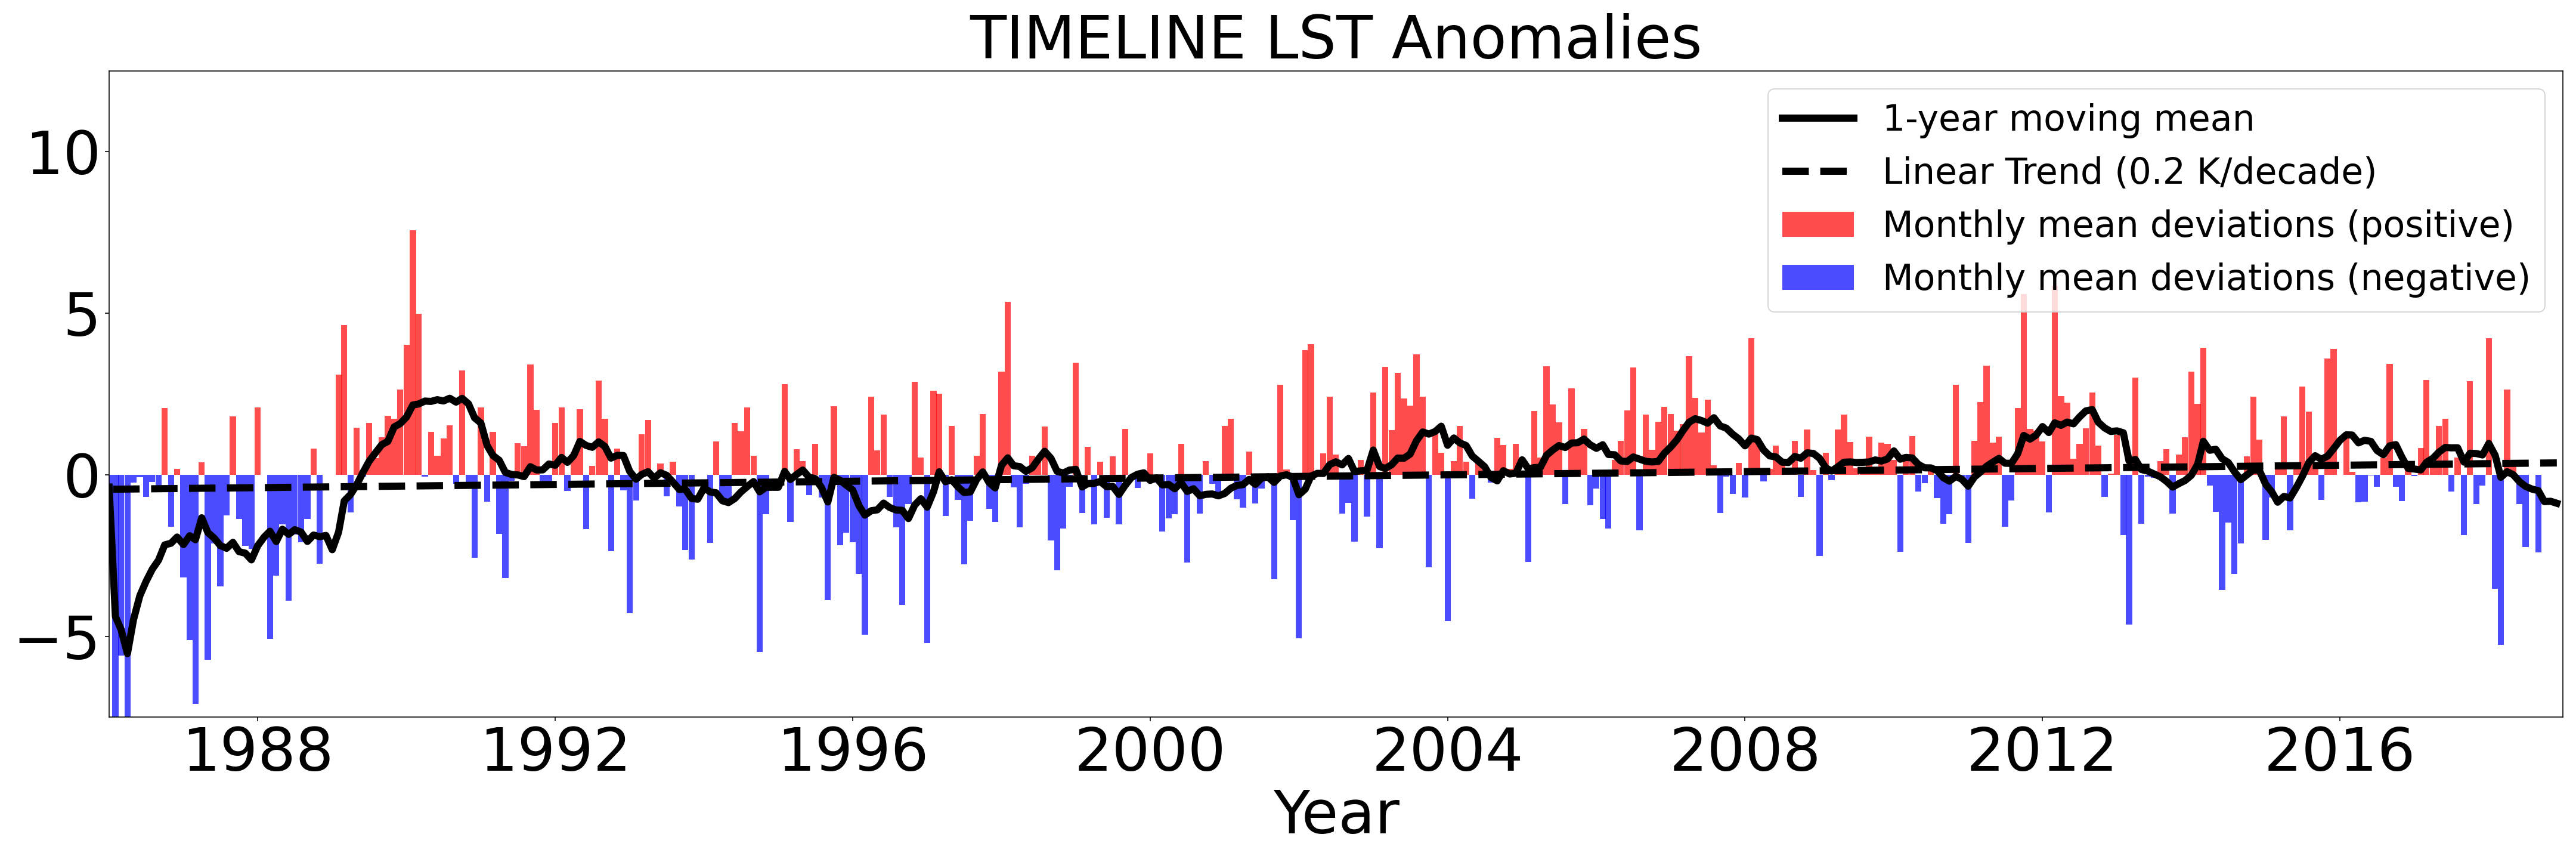 TIMELINE LST Anomalies
1-year moving mean
Linear Trend (0.2 K/decade)
Monthly mean deviations (positive)
Monthly mean deviations (negative)
10
5
0
−5
1988 1992 1996 2000 2004 2008 2012 2016
Year